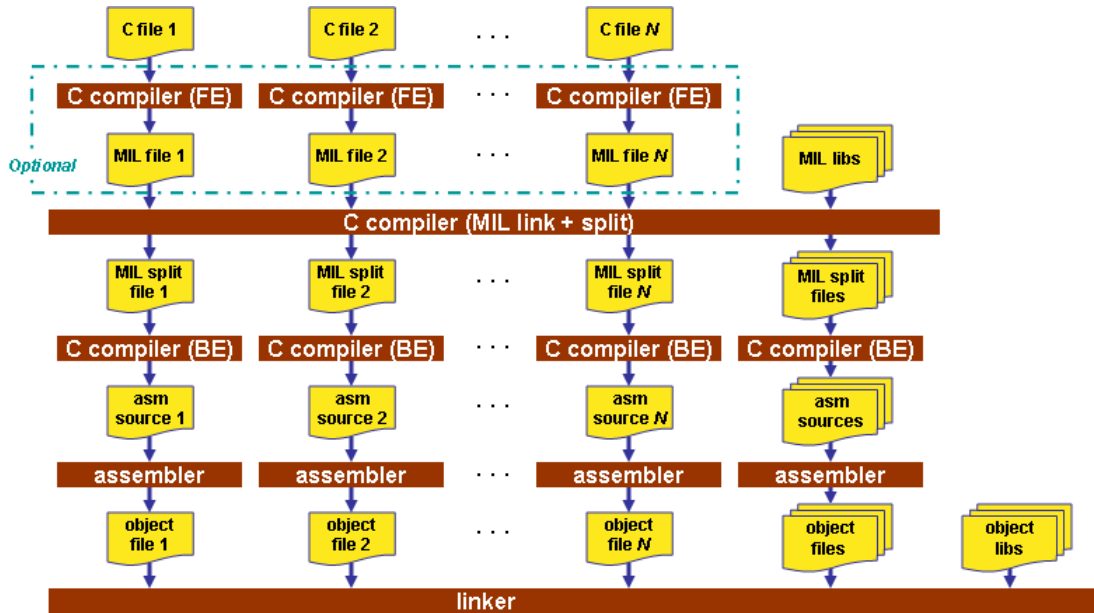 C file 1
C file 2
. . .
C file N
C compiler (FE)
C compiler (FE)
. . .
C compiler (FE)
Optional
MIL file 1
MIL file 2
. . .
MIL file N
MIL libs
C compiler (MIL link + split)
MIL split
file 1
MIL split
file 2
. . .
MIL split
file N
MIL split
files
C compiler (BE)
C compiler (BE)
. . .
C compiler (BE)
C compiler (BE)
asm
source 1
asm
source 2
. . .
asm
source N
asm
sources
assembler
assembler
. . .
assembler
assembler
object
file 1
object
file 2
. . .
object
file N
object
files
object
libs
linker